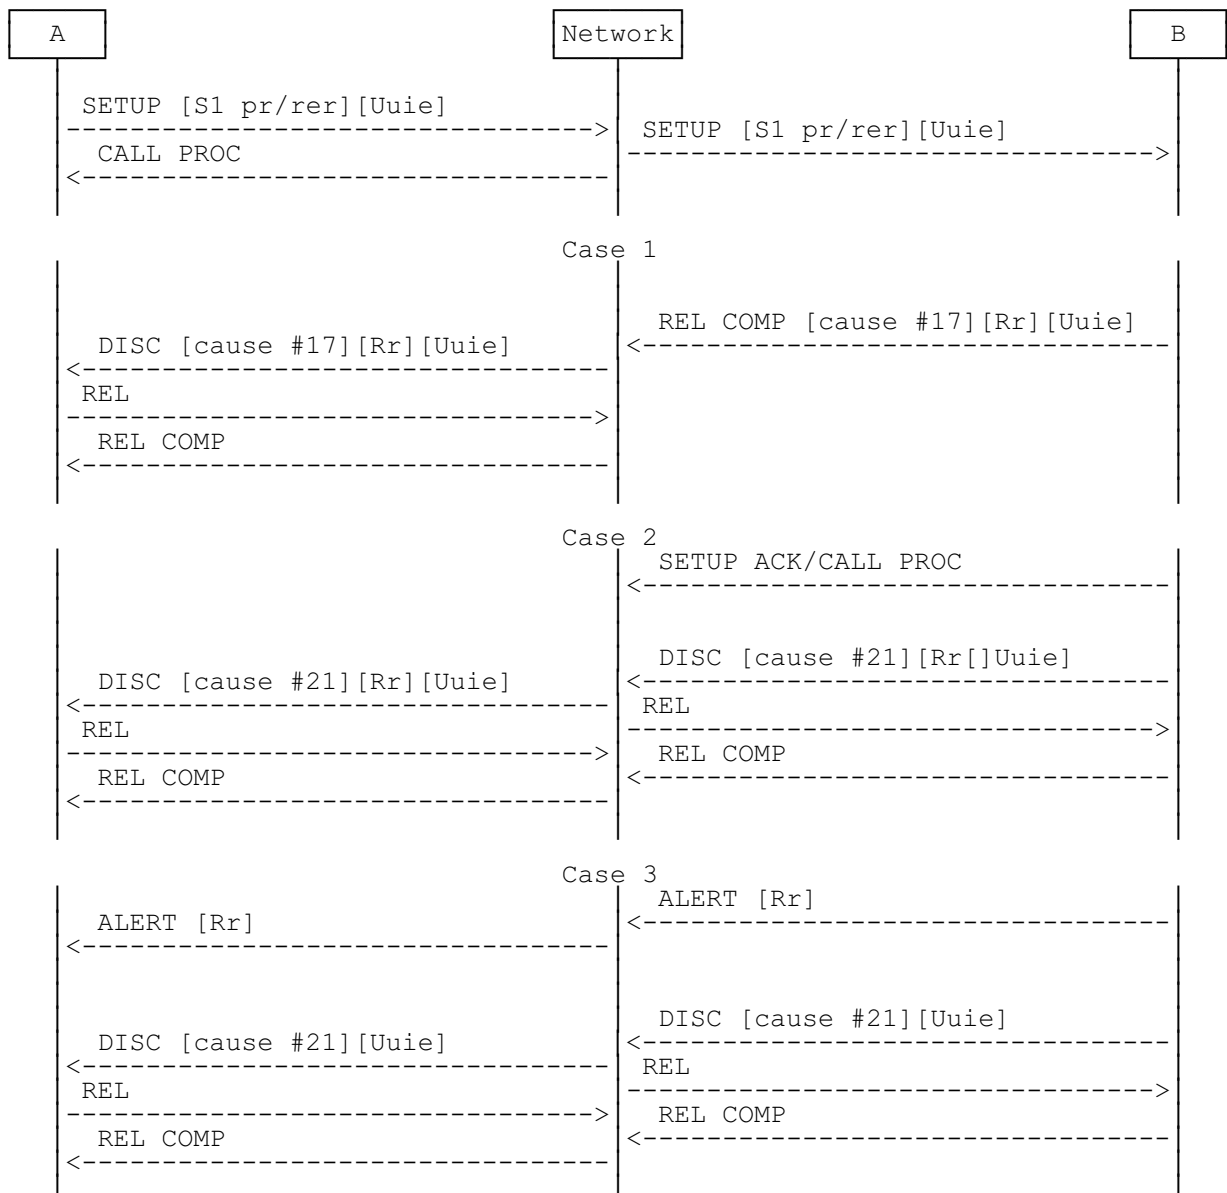 A Network B
SETUP [S1 pr/rer][Uuie]
SETUP [S1 pr/rer][Uuie]
CALL PROC
Case 1
REL COMP [cause #17][Rr][Uuie]
DISC [cause #17][Rr][Uuie]
REL
REL COMP
Case 2
SETUP ACK/CALL PROC
DISC [cause #21][Rr[]Uuie]
DISC [cause #21][Rr][Uuie]
REL
REL
REL COMP
REL COMP
Case 3
ALERT [Rr]
ALERT [Rr]
DISC [cause #21][Uuie]
DISC [cause #21][Uuie]
REL
REL
REL COMP
REL COMP